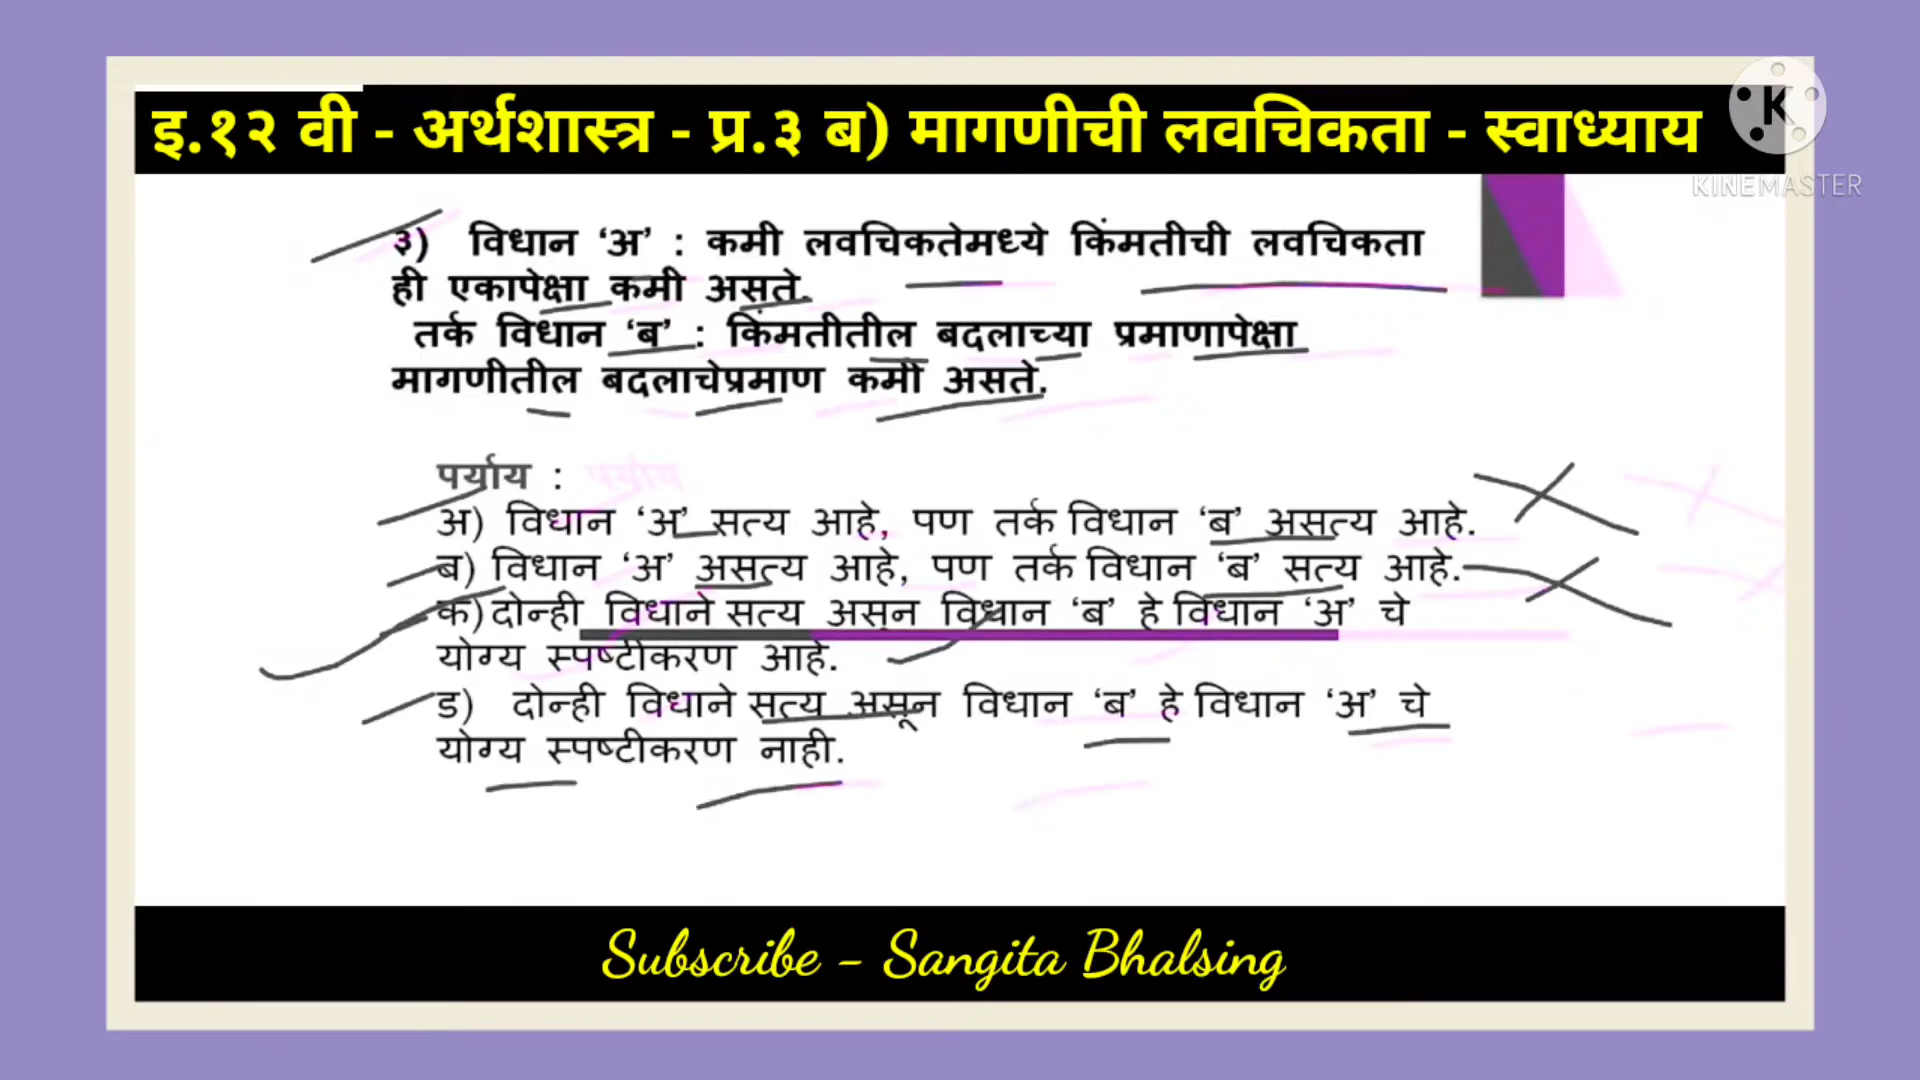 इ.१२ वी - अर्थशास्त्र - प्र.३ ब) मागणीची लवचिकता - स्वाध्याय
K
KINEMASTER
३) विधान ‘अ’ : कमी लवचिकतेमध्ये किंमतीची लवचिकता
ही एकापेक्षा कमी असते.
तर्क विधान ‘ब’ : किंमतीतील बदलाच्या प्रमाणापेक्षा
मागणीतील बदलाचेप्रमाण कमी असते.
पर्याय :
अ) विधान ‘अ’ सत्य आहे, पण तर्क विधान ‘ब’ असत्य आहे.
ब) विधान ‘अ’ असत्य आहे, पण तर्क विधान ‘ब’ सत्य आहे.
क) दोन्ही विधाने सत्य असून विधान ‘ब’ हे विधान ‘अ’ चे
योग्य स्पष्टीकरण आहे.
ड) दोन्ही विधाने सत्य असून विधान ‘ब’ हे विधान ‘अ’ चे
योग्य स्पष्टीकरण नाही.
Subscribe - Sangita Bhalsing